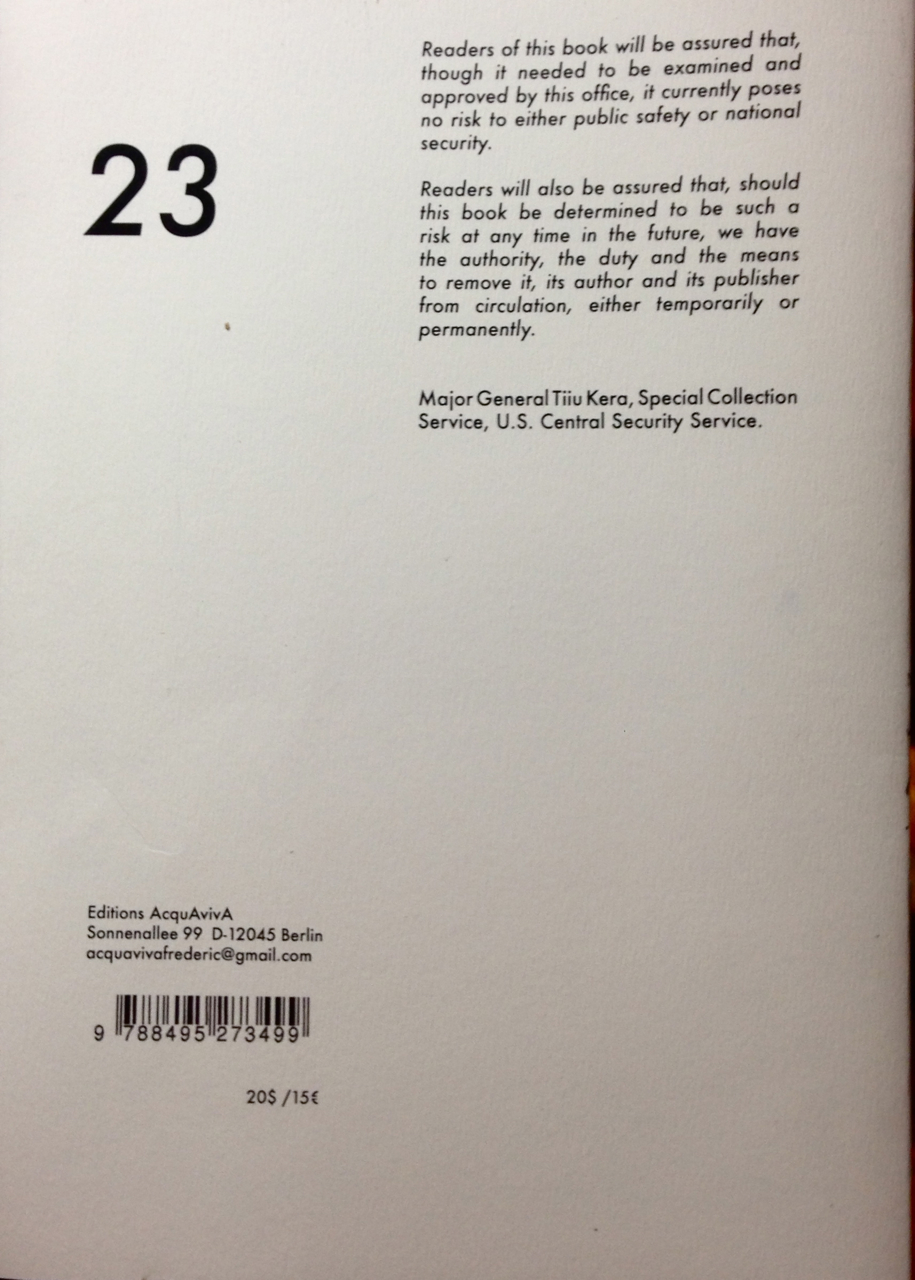 23
Readers of this book will be assured that,
though it needed to be examined and
approved by this office, it currently poses
no risk to either public safety or national
security.
Readers will also be assured that, should
this book be determined to be such a
risk at any time in the future, we have
the authority, the duty and the means
to remove it, its author and its publisher
from circulation, either temporarily or
permanently.
Major General Tiiu Kera, Special Collection
Service, U.S. Central Security Service.
Editions AcquAvivA
Sonnenallee 99 D-12045 Berlin
acquavivafrederic@gmail.com
9 788495 273499
20$ /15€